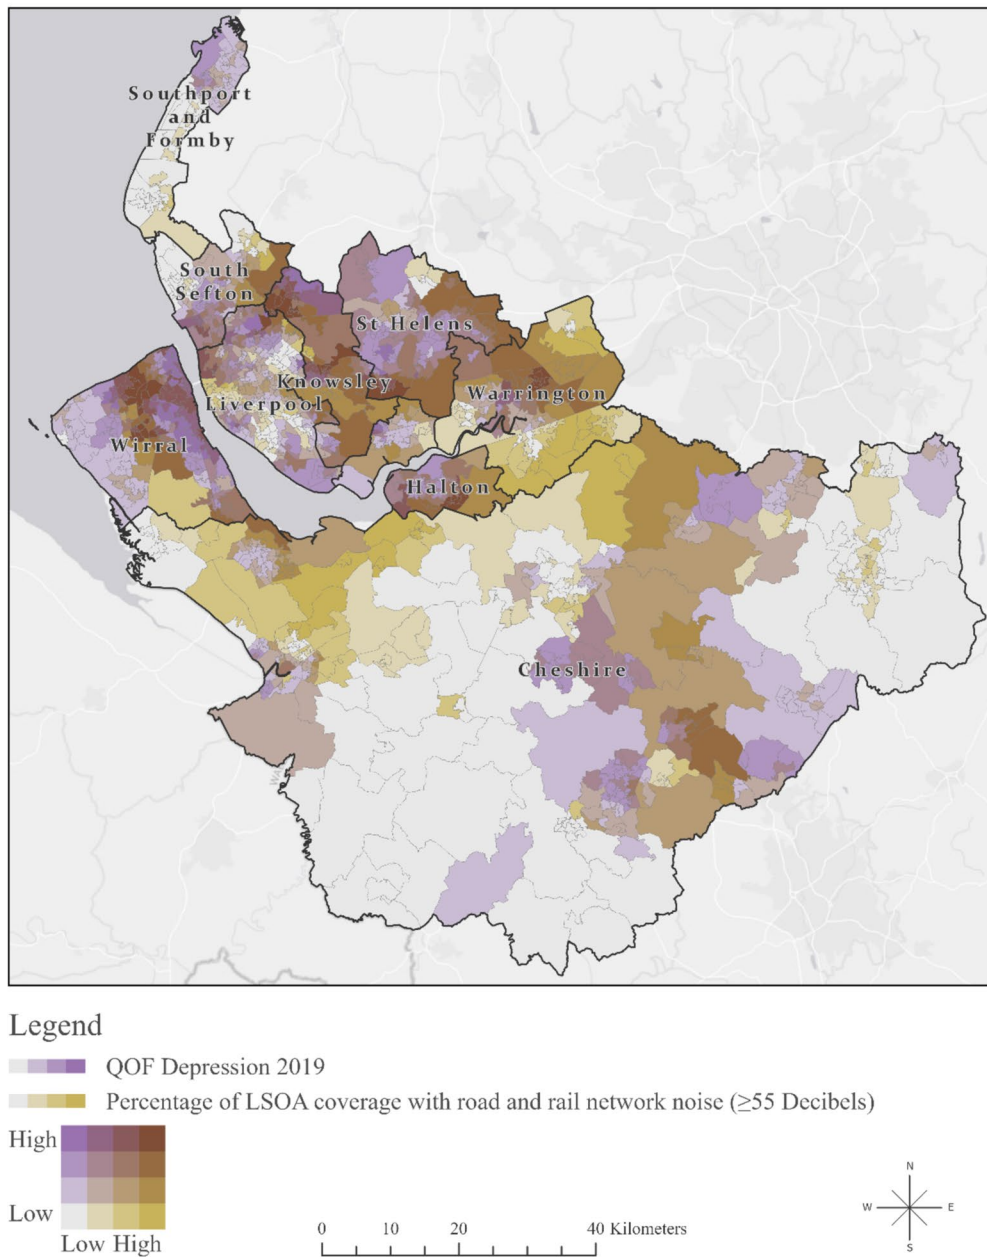 Southport
and
Formby
South
Sefton
St Helens
Knowsley
Liverpool
Warrington
Wirral
Halton
Cheshire
Legend
QOF Depression 2019
Percentage of LSOA coverage with road and rail network noise (≥55 Decibels)
High
Low
Low High
0 10 20 40 Kilometers
N
W E
S